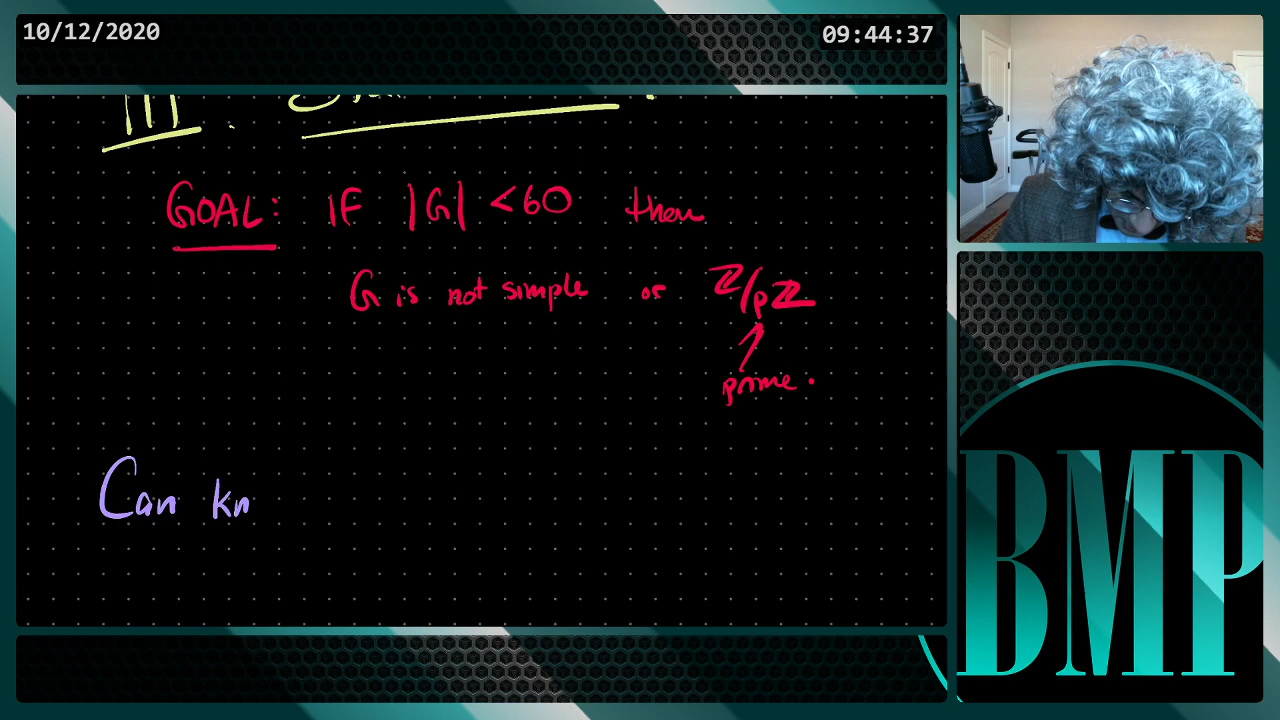 10/12/2020
09:44:37
III.
GOAL: IF |G| <60 then
G is not simple or ℤ/pℤ
prime.
Can kn
BMP